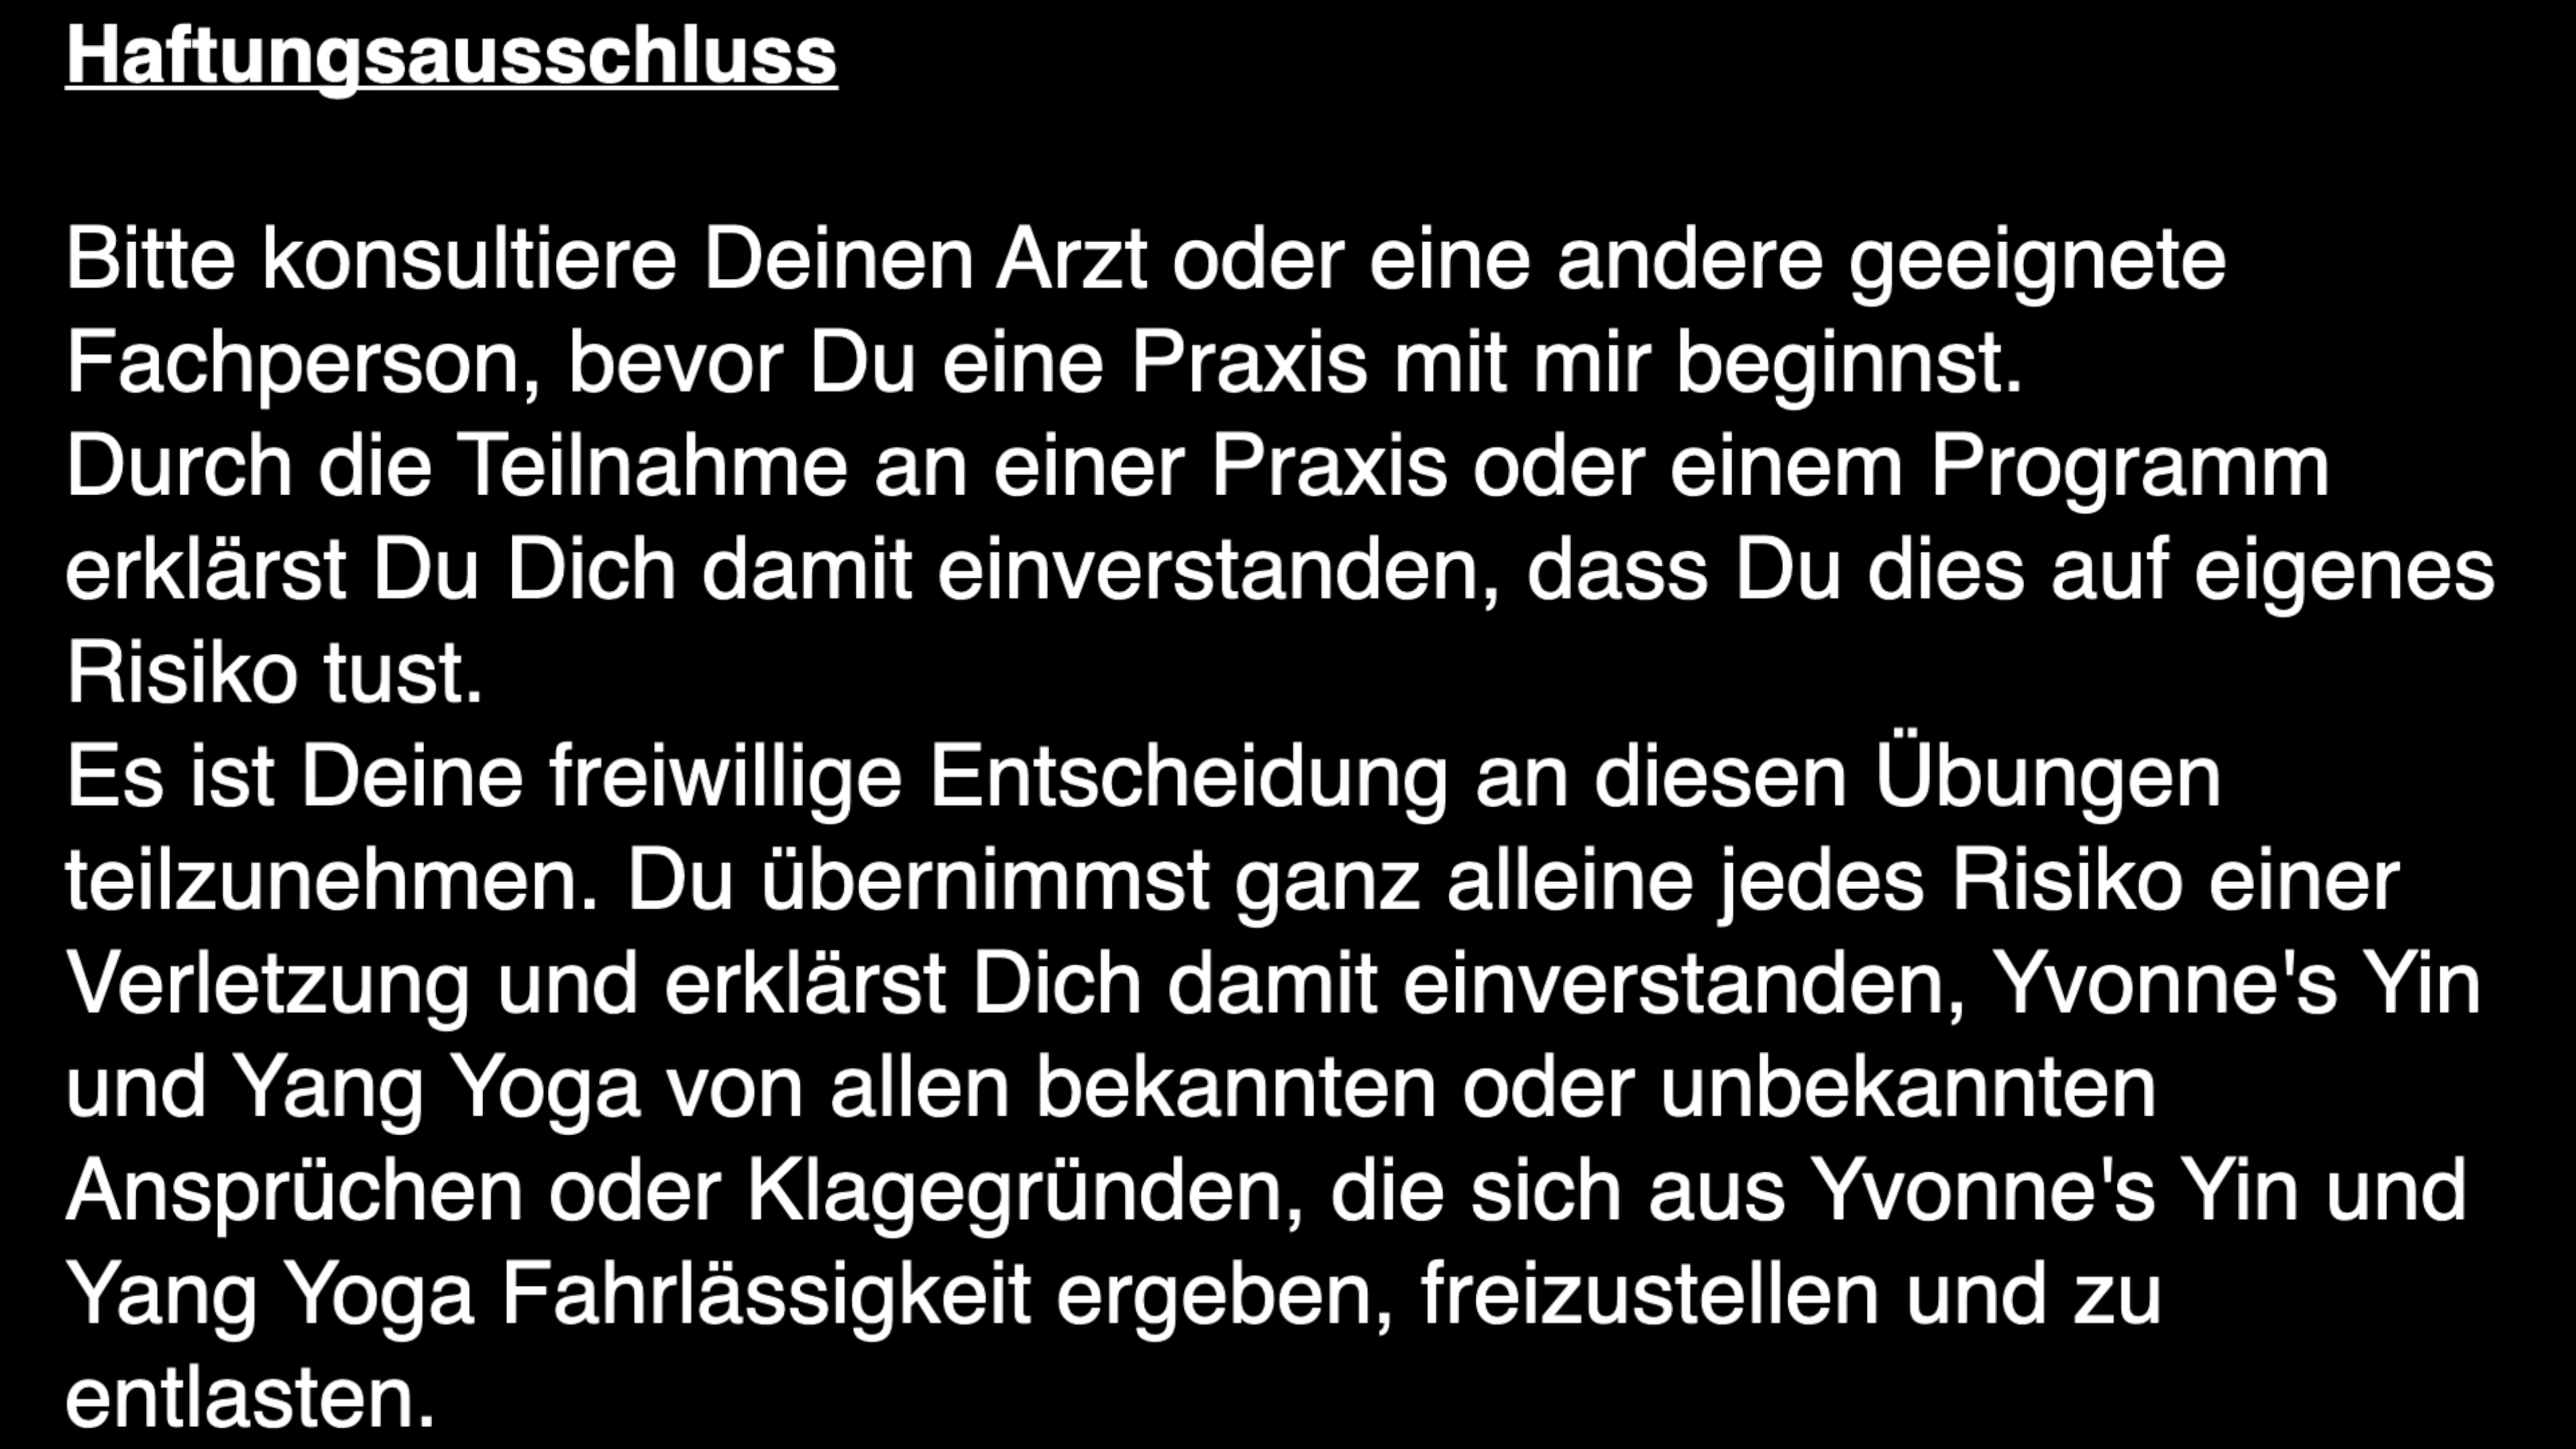 Haftungsausschluss
Bitte konsultiere Deinen Arzt oder eine andere geeignete
Fachperson, bevor Du eine Praxis mit mir beginnst.
Durch die Teilnahme an einer Praxis oder einem Programm
erklärst Du Dich damit einverstanden, dass Du dies auf eigenes
Risiko tust.
Es ist Deine freiwillige Entscheidung an diesen Übungen
teilzunehmen. Du übernimmst ganz alleine jedes Risiko einer
Verletzung und erklärst Dich damit einverstanden, Yvonne's Yin
und Yang Yoga von allen bekannten oder unbekannten
Ansprüchen oder Klagegründen, die sich aus Yvonne's Yin und
Yang Yoga Fahrlässigkeit ergeben, freizustellen und zu
entlasten.